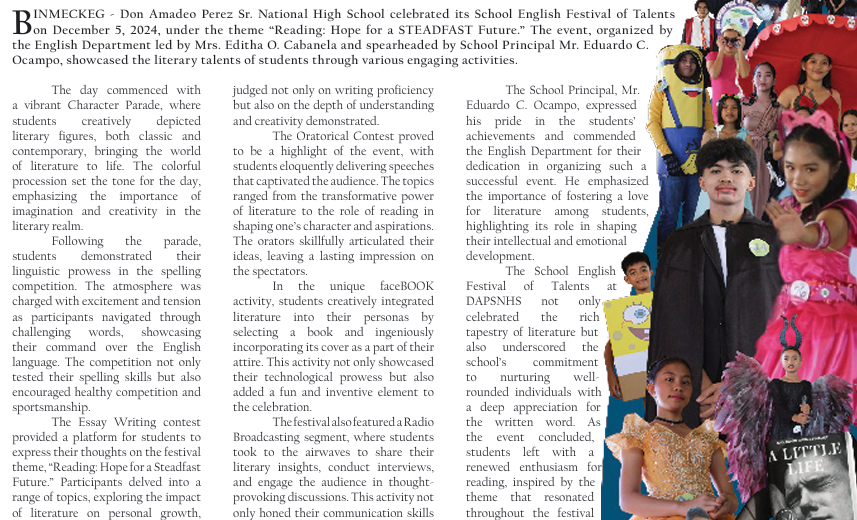 BINMECKEG - Don Amadeo Perez Sr. National High School celebrated its School English Festival of Talents
on December 5, 2024, under the theme “Reading: Hope for a STEADFAST Future.” The event, organized by
the English Department led by Mrs. Editha O. Cabanela and spearheaded by School Principal Mr. Eduardo C.
Ocampo, showcased the literary talents of students through various engaging activities.
The day commenced with
a vibrant Character Parade, where
students creatively depicted
literary figures, both classic and
contemporary, bringing the world
of literature to life. The colorful
procession set the tone for the day,
emphasizing the importance of
imagination and creativity in the
literary realm.
Following the parade,
students demonstrated their
linguistic prowess in the spelling
competition. The atmosphere was
charged with excitement and tension
as participants navigated through
challenging words, showcasing
their command over the English
language. The competition not only
tested their spelling skills but also
encouraged healthy competition and
sportsmanship.
The Essay Writing contest
provided a platform for students to
express their thoughts on the festival
theme, “Reading: Hope for a Steadfast
Future.” Participants delved into a
range of topics, exploring the impact
of literature on personal growth,
judged not only on writing proficiency
but also on the depth of understanding
and creativity demonstrated.
The Oratorical Contest proved
to be a highlight of the event, with
students eloquently delivering speeches
that captivated the audience. The topics
ranged from the transformative power
of literature to the role of reading in
shaping one’s character and aspirations.
The orators skillfully articulated their
ideas, leaving a lasting impression on
the spectators.
In the unique faceBOOK
activity, students creatively integrated
literature into their personas by
selecting a book and ingeniously
incorporating its cover as a part of their
attire. This activity not only showcased
their technological prowess but also
added a fun and inventive element to
the celebration.
The festival also featured a Radio
Broadcasting segment, where students
took to the airwaves to share their
literary insights, conduct interviews,
and engage the audience in thought-
provoking discussions. This activity not
only honed their communication skills
The School Principal, Mr.
Eduardo C. Ocampo, expressed
his pride in the students’
achievements and commended
the English Department for their
dedication in organizing such a
successful event. He emphasized
the importance of fostering a love
for literature among students,
highlighting its role in shaping
their intellectual and emotional
development.
The School English
Festival of Talents at
DAPSNHS not only
celebrated the rich
tapestry of literature but
also underscored the
school’s commitment
to nurturing well-
rounded individuals with
a deep appreciation for
the written word. As
the event concluded,
students left with a
renewed enthusiasm for
reading, inspired by the
theme that resonated
throughout the festival
A LITTLE
LIFE